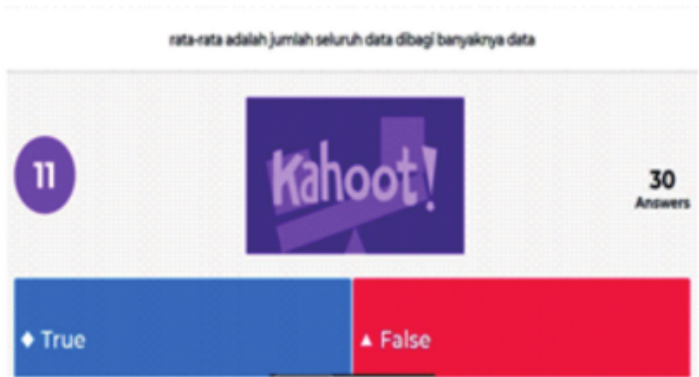 rata-rata adalah jumlah seluruh data dibagi banyaknya data
11
Kahoot!
30
Answers
True
False